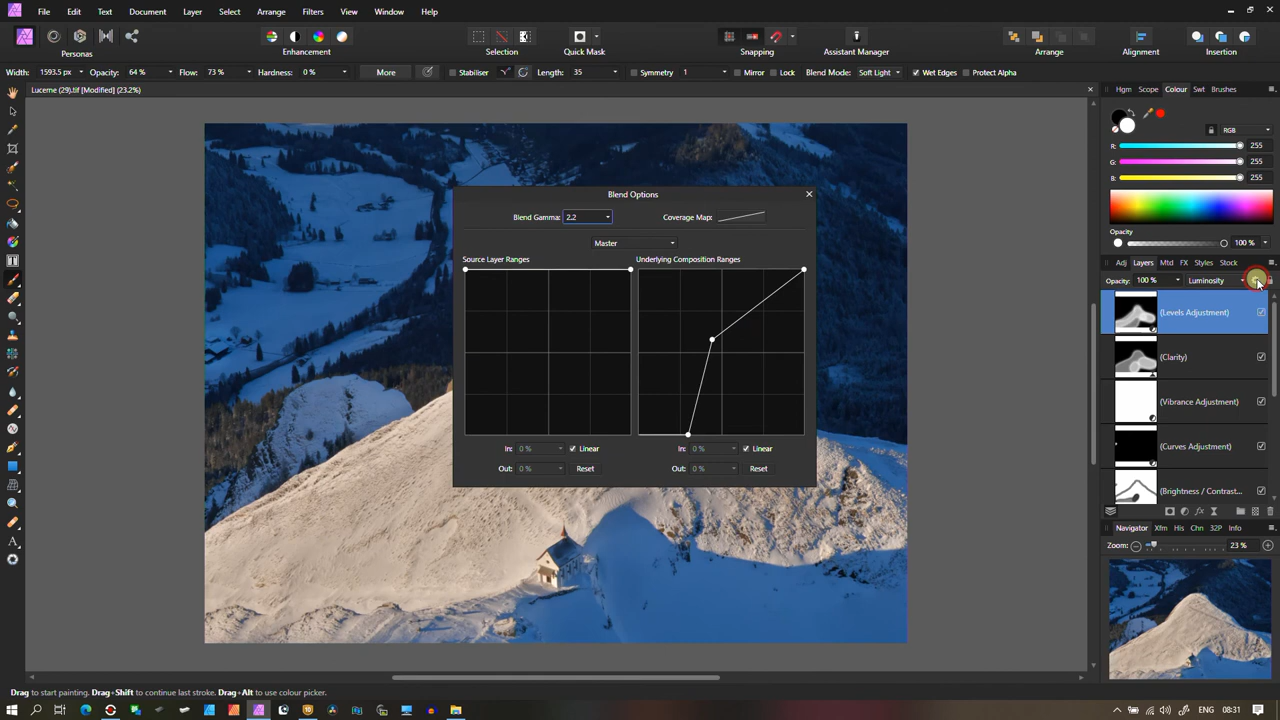 File Edit Text Document Layer Select Arrange Filters View Window Help
Personas Enhancement Selection Quick Mask Snapping Assistant Manager Arrange Alignment Insertion
Width: 1593.5 px Opacity: 64 % Flow: 73 % Hardness: 0 % More Stabiliser Length: 35 Symmetry 1 Mirror Lock Blend Mode: Soft Light Wet Edges Protect Alpha
Lucerne (29).tif [Modified] (23.2%)
Hgm Scope Colour Swt Brushes
RGB
R: 255
G: 255
B: 255
Opacity
100 %
Adj Layers Mtd FX Styles Stock
Opacity: 100 % Luminosity
(Levels Adjustment)
(Clarity)
(Vibrance Adjustment)
(Curves Adjustment)
(Brightness / Contrast...
Navigator Xfm His Chn 32P Info
Zoom: 23 %
Blend Options
Blend Gamma: 2.2 Coverage Map:
Master
Source Layer Ranges Underlying Composition Ranges
In: 0 % Linear In: 0 % Linear
Out: 0 % Reset Out: 0 % Reset
Drag to start painting. Drag+Shift to continue last stroke. Drag+Alt to use colour picker.
ENG 08:31